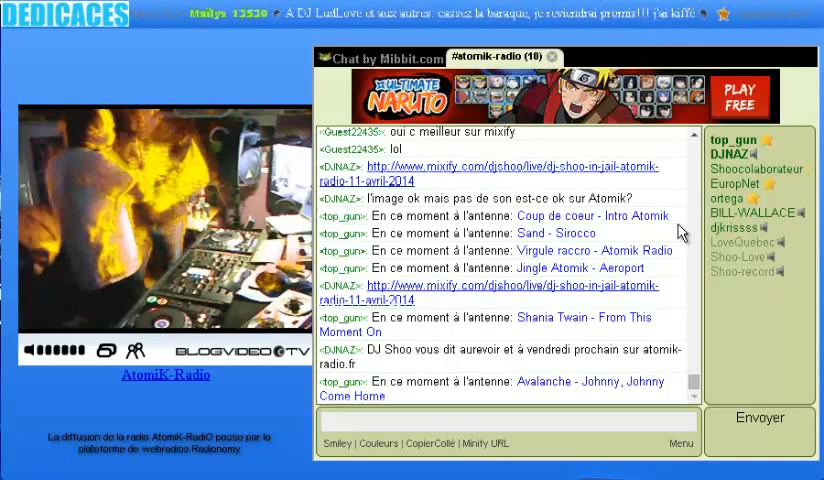 DEDICACES
Mailys 13530 A DJ LudLove et aux autres: cassez la baraque, je reviendrai promis!!! j'ai kiffé
Chat by Mibbit.com #atomik-radio (10)
ULTIMATE
NARUTO
PLAY
FREE
<Guest22435>: oui c meilleur sur mixify
<Guest22435>: lol
<DJNAZ>: http://www.mixify.com/djshoo/live/dj-shoo-in-jail-atomik-
radio-11-avril-2014
<DJNAZ>: l'image ok mais pas de son est-ce ok sur Atomik?
<top_gun>: En ce moment à l'antenne: Coup de coeur - Intro Atomik
<top_gun>: En ce moment à l'antenne: Sand - Sirocco
<top_gun>: En ce moment à l'antenne: Virgule raccro - Atomik Radio
<top_gun>: En ce moment à l'antenne: Jingle Atomik - Aeroport
<DJNAZ>: http://www.mixify.com/djshoo/live/dj-shoo-in-jail-atomik-
radio-11-avril-2014
<top_gun>: En ce moment à l'antenne: Shania Twain - From This
Moment On
<DJNAZ>: DJ Shoo vous dit aurevoir et à vendredi prochain sur atomik-
radio.fr
<top_gun>: En ce moment à l'antenne: Avalanche - Johnny, Johnny
Come Home
top_gun
DJNAZ
Shoocolaborateur
EuropNet
ortega
BILL-WALLACE
djkrissss
LoveQuebec
Shoo-Love
Shoo-record
Envoyer
Smiley | Couleurs | CopierCollé | Minify URL
Menu
BLOGVIDEO TV
AtomiK-Radio
La diffusion de la radio AtomiK-RadiO passe par la
plateforme de webradios Radionomy.